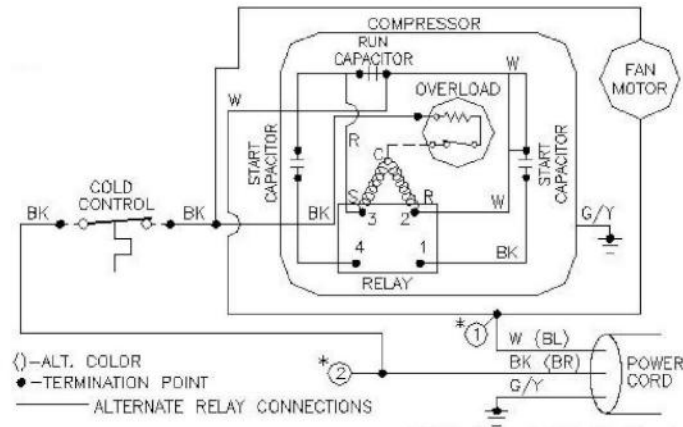 COMPRESSOR
RUN
CAPACITOR
W
W
OVERLOAD
FAN
MOTOR
START
CAPACITOR
R
C
START
CAPACITOR
COLD
CONTROL
BK
BK
BK
S
R
3
2
W
G/Y
4
1
BK
RELAY
*
1
W (BL)
()-ALT. COLOR
*
2
BK (BR)
POWER
CORD
-TERMINATION POINT
G/Y
ALTERNATE RELAY CONNECTIONS